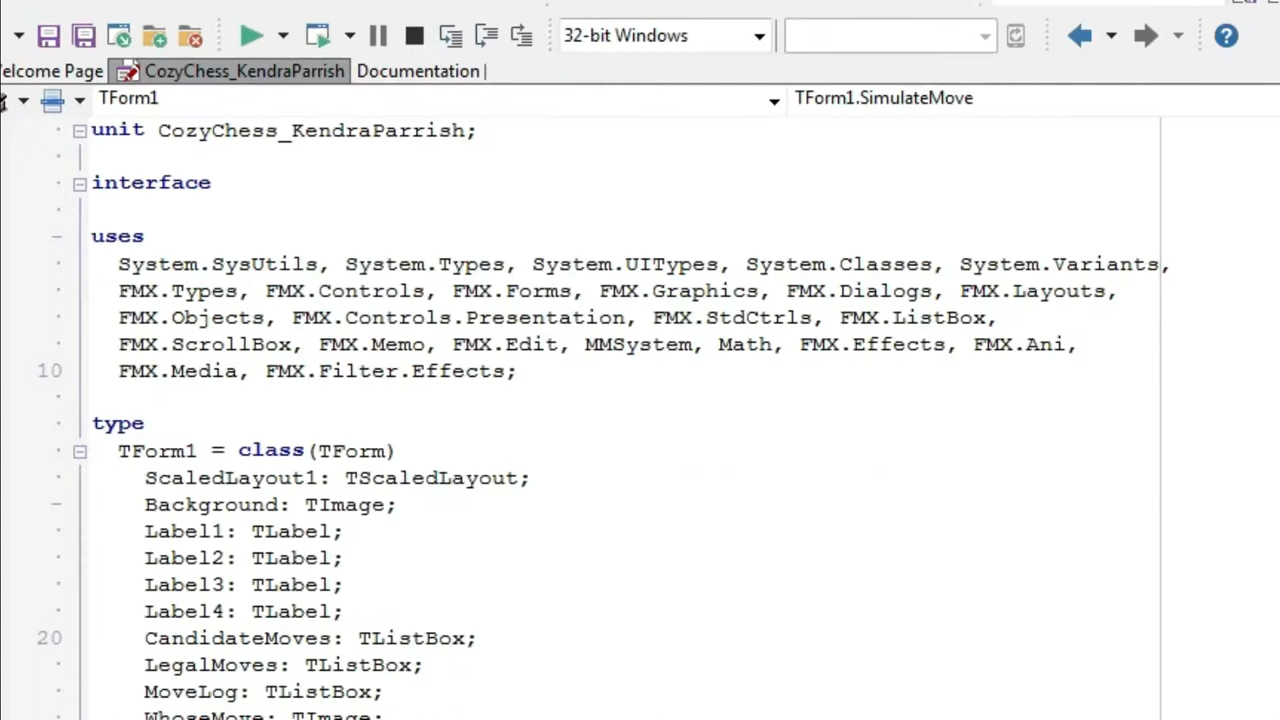 32-bit Windows
elcome Page CozyChess_KendraParrish Documentation
TForm1 TForm1.SimulateMove
unit CozyChess_KendraParrish;
interface
uses
System.SysUtils, System.Types, System.UITypes, System.Classes, System.Variants,
FMX.Types, FMX.Controls, FMX.Forms, FMX.Graphics, FMX.Dialogs, FMX.Layouts,
FMX.Objects, FMX.Controls.Presentation, FMX.StdCtrls, FMX.ListBox,
FMX.ScrollBox, FMX.Memo, FMX.Edit, MMSystem, Math, FMX.Effects, FMX.Ani,
10 FMX.Media, FMX.Filter.Effects;
type
TForm1 = class(TForm)
ScaledLayout1: TScaledLayout;
Background: TImage;
Label1: TLabel;
Label2: TLabel;
Label3: TLabel;
Label4: TLabel;
20 CandidateMoves: TListBox;
LegalMoves: TListBox;
MoveLog: TListBox;
WhoseMove: TImage;